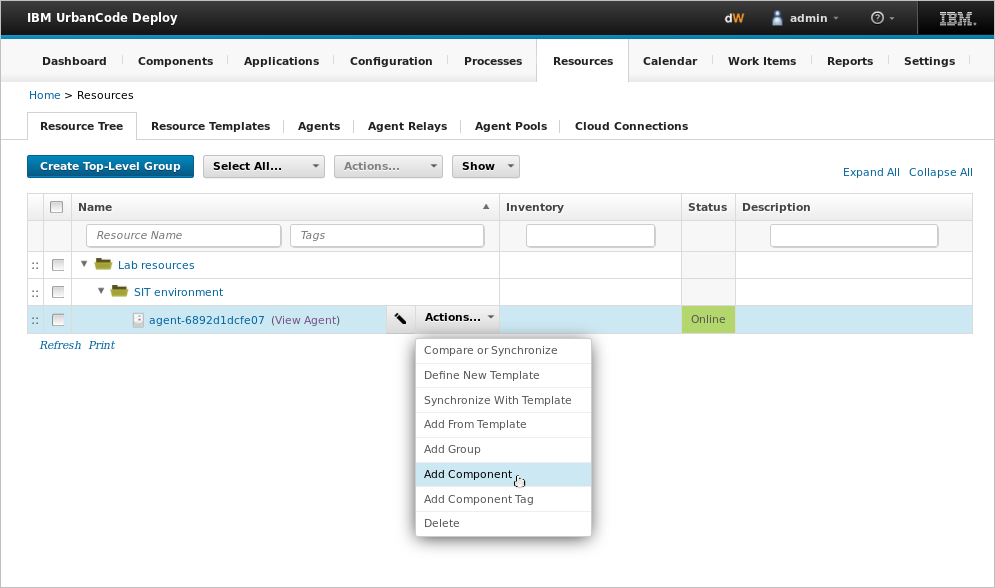 IBM UrbanCode Deploy dW admin ? IBM
Dashboard Components Applications Configuration Processes Resources Calendar Work Items Reports Settings
Home > Resources
Resource Tree Resource Templates Agents Agent Relays Agent Pools Cloud Connections
Create Top-Level Group Select All... Actions... Show Expand All Collapse All
Name Inventory Status Description
Resource Name Tags
Lab resources
SIT environment
agent-6892d1dcfe07 (View Agent) Actions... Online
Refresh Print
Compare or Synchronize
Define New Template
Synchronize With Template
Add From Template
Add Group
Add Component
Add Component Tag
Delete